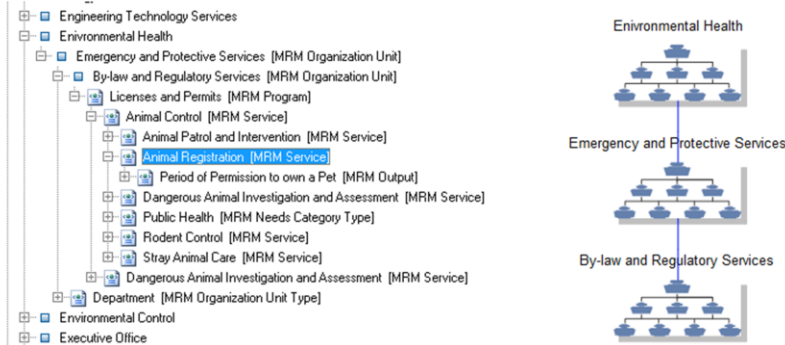 Engineering Technology Services
Enivronmental Health
Emergency and Protective Services [MRM Organization Unit]
By-law and Regulatory Services [MRM Organization Unit]
Licenses and Permits [MRM Program]
Animal Control [MRM Service]
Animal Patrol and Intervention [MRM Service]
Animal Registration [MRM Service]
Period of Permission to own a Pet [MRM Output]
Dangerous Animal Investigation and Assessment [MRM Service]
Public Health [MRM Needs Category Type]
Rodent Control [MRM Service]
Stray Animal Care [MRM Service]
Dangerous Animal Investigation and Assessment [MRM Service]
Department [MRM Organization Unit Type]
Environmental Control
Executive Office
Enivronmental Health
Emergency and Protective Services
By-law and Regulatory Services